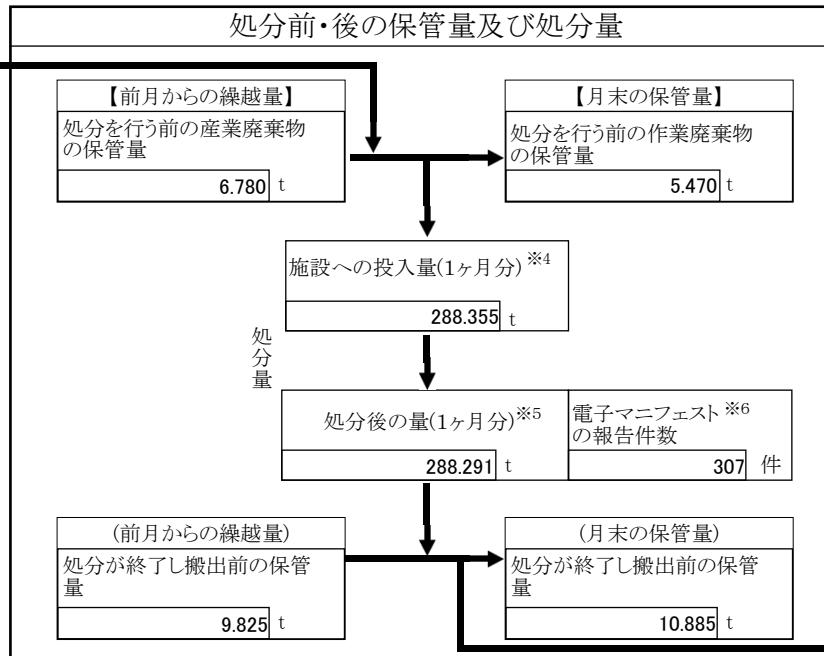 処分前・後の保管量及び処分量
【前月からの繰越量】
処分を行う前の産業廃棄物
の保管量
6.780 t
【月末の保管量】
処分を行う前の作業廃棄物
の保管量
5.470 t
施設への投入量(1ヶ月分)※4
288.355 t
処分量
処分後の量(1ヶ月分)※5
288.291 t
電子マニフェスト※6
の報告件数
307 件
(前月からの繰越量)
処分が終了し搬出前の保管
量
9.825 t
(月末の保管量)
処分が終了し搬出前の保管
量
10.885 t